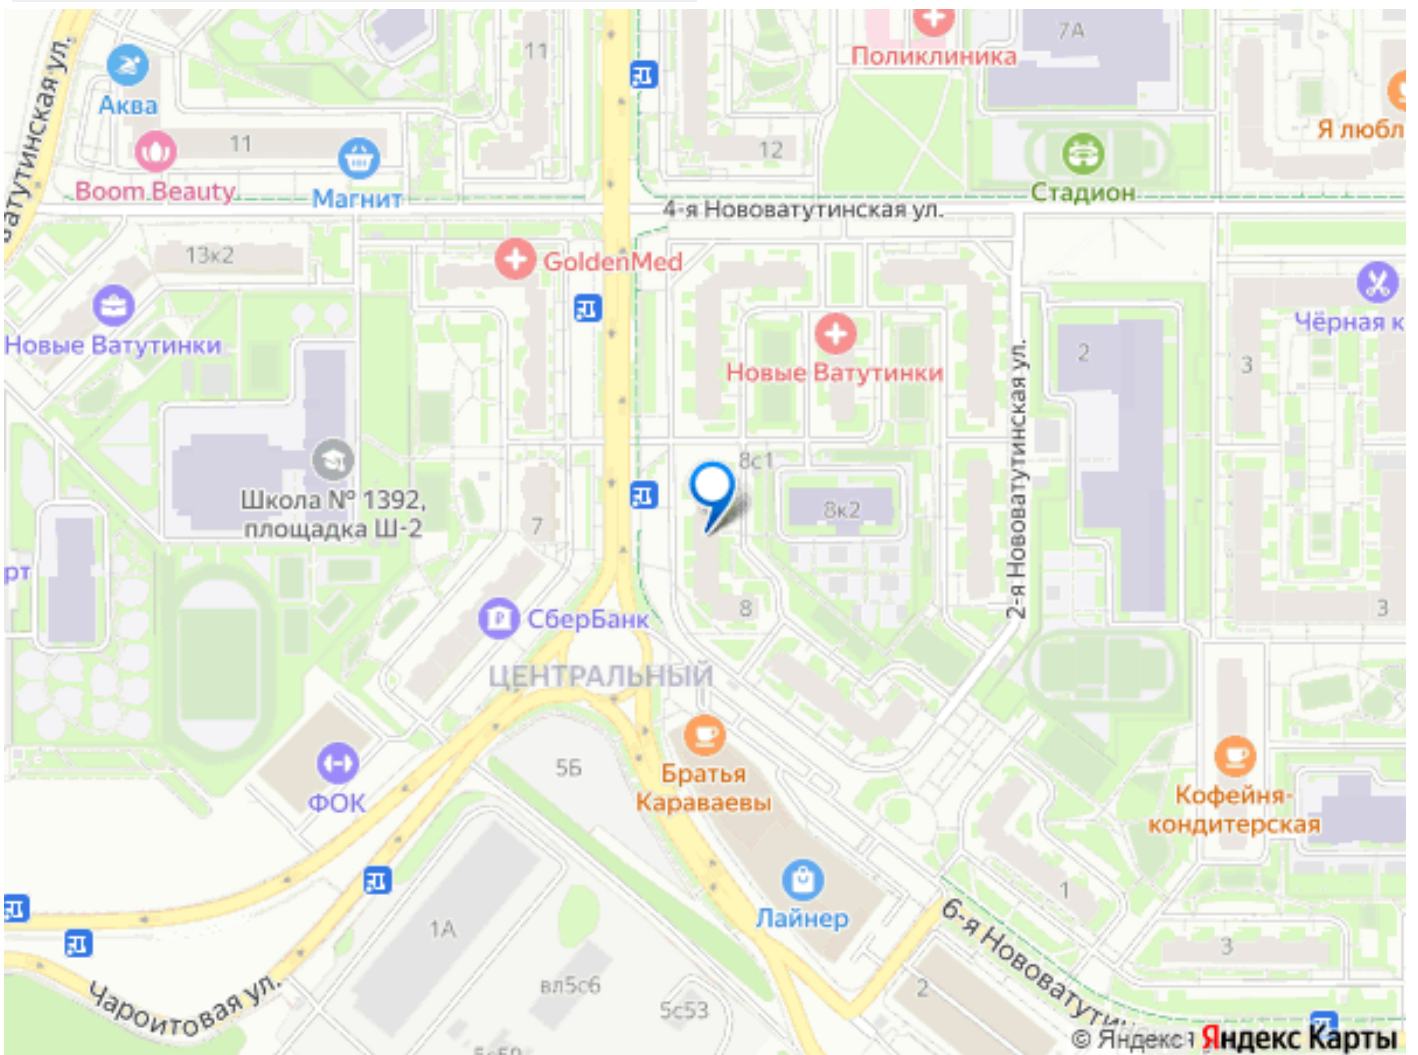 11
7А
Поликлиника
Аква
Я любл
11
12
Boom Beauty
Магнит
Стадион
ватутинская ул.
4-я Нововатутинская ул.
13к2
GoldenMed
Чёрная к
Новые Ватутинки
2
3
Новые Ватутинки
2-я Нововатутинская ул.
8с1
Школа № 1392,
площадка Ш-2
7
8к2
рт
8
3
СберБанк
ЦЕНТРАЛЬНЫЙ
5Б
Братья
Караваевы
ФОК
Кофейня-
кондитерская
1
Лайнер
1А
6-я Нововатутин
3
вл5с6
2
Чароитовая ул.
5с53
© Яндекс Яндекс Карты